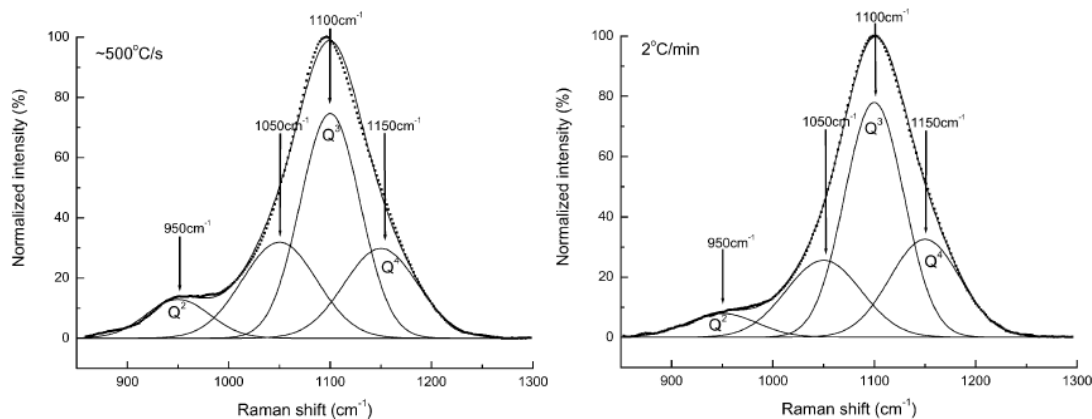 1100cm⁻¹
100
~500°C/s
80
Normalized intensity (%)
Q³
1050cm⁻¹
1150cm⁻¹
60
40
950cm⁻¹
20
Q²
Q⁴
0
900
1000
1100
1200
1300
Raman shift (cm⁻¹)
1100cm⁻¹
100
2°C/min
80
Normalized intensity (%)
Q³
1050cm⁻¹
1150cm⁻¹
60
40
950cm⁻¹
20
Q²
Q⁴
0
900
1000
1100
1200
1300
Raman shift (cm⁻¹)